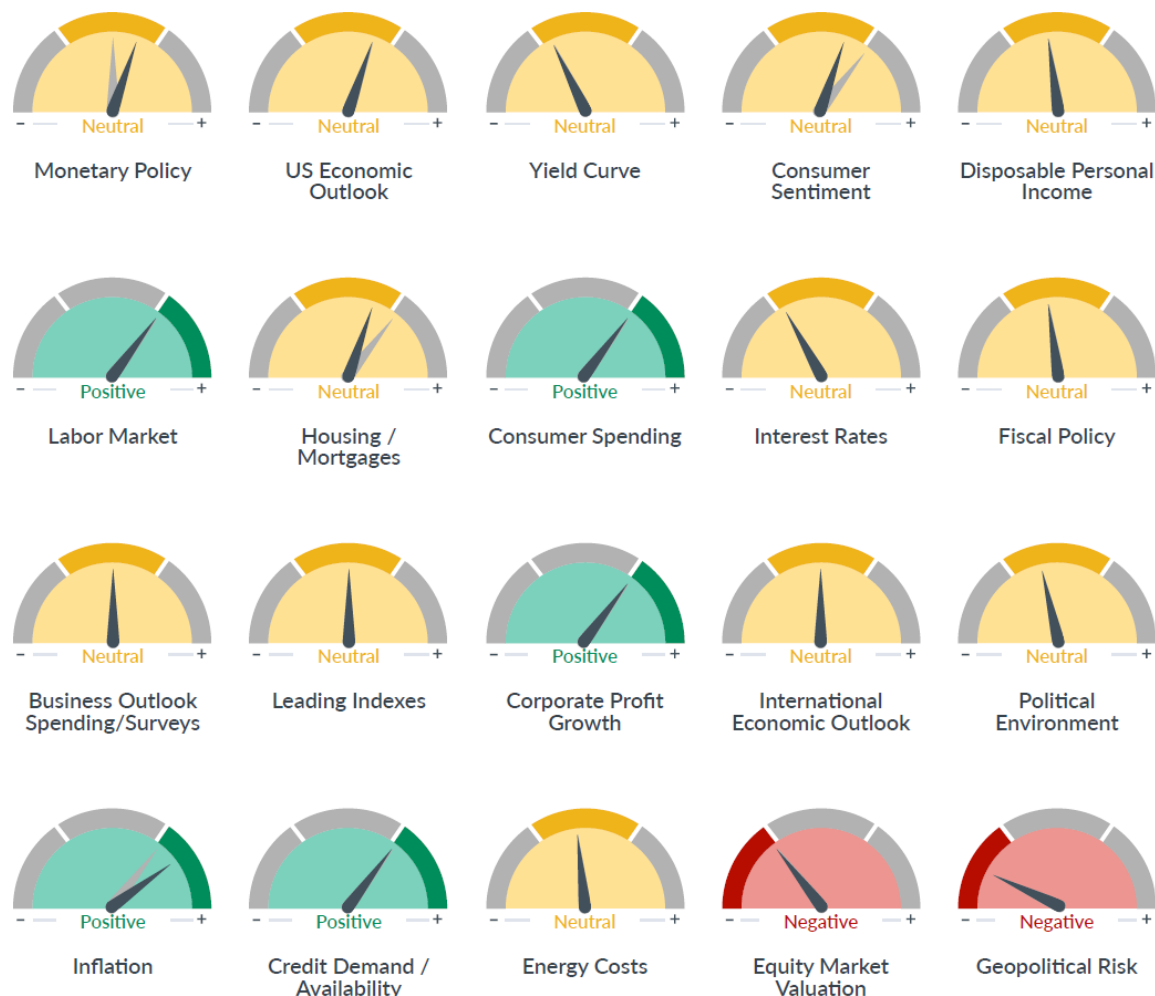 - Neutral +
Monetary Policy
- Neutral +
US Economic
Outlook
- Neutral +
Yield Curve
- Neutral +
Consumer
Sentiment
- Neutral +
Disposable Personal
Income
- Positive +
Labor Market
- Neutral +
Housing /
Mortgages
- Positive +
Consumer Spending
- Neutral +
Interest Rates
- Neutral +
Fiscal Policy
- Neutral +
Business Outlook
Spending/Surveys
- Neutral +
Leading Indexes
- Positive +
Corporate Profit
Growth
- Neutral +
International
Economic Outlook
- Neutral +
Political
Environment
- Positive +
Inflation
- Positive +
Credit Demand /
Availability
- Neutral +
Energy Costs
- Negative +
Equity Market
Valuation
- Negative +
Geopolitical Risk